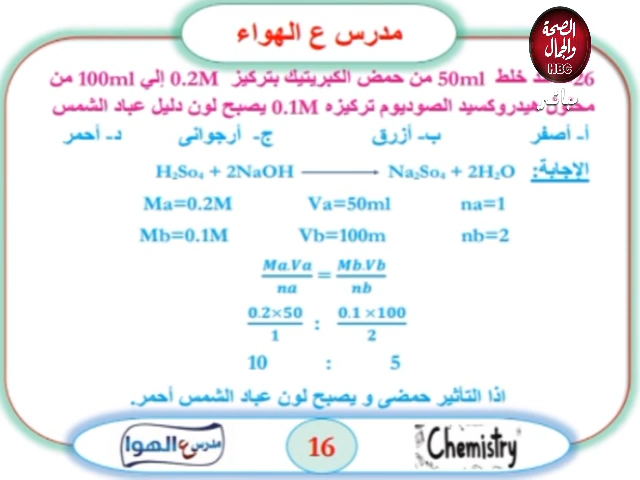 مدرس ع الهواء
الصحة
والجمال
HBC
مباشر
26- عند خلط 50ml من حمض الكبريتيك بتركيز 0.2M إلي 100ml من
هيدروكسيد الصوديوم تركيزه 0.1M يصبح لون دليل عباد الشمس
أ- أصفر ب- أزرق ج- أرجوانى د- أحمر
الإجابة: H₂So₄ + 2NaOH ⟶ Na₂So₄ + 2H₂O
Ma=0.2M Va=50ml na=1
Mb=0.1M Vb=100m nb=2
Ma.Va/na = Mb.Vb/nb
0.2×50/1 : 0.1 ×100/2
10 : 5
اذا التأثير حمضى و يصبح لون عباد الشمس أحمر.
مدرس ع الهوا
16
Chemistry